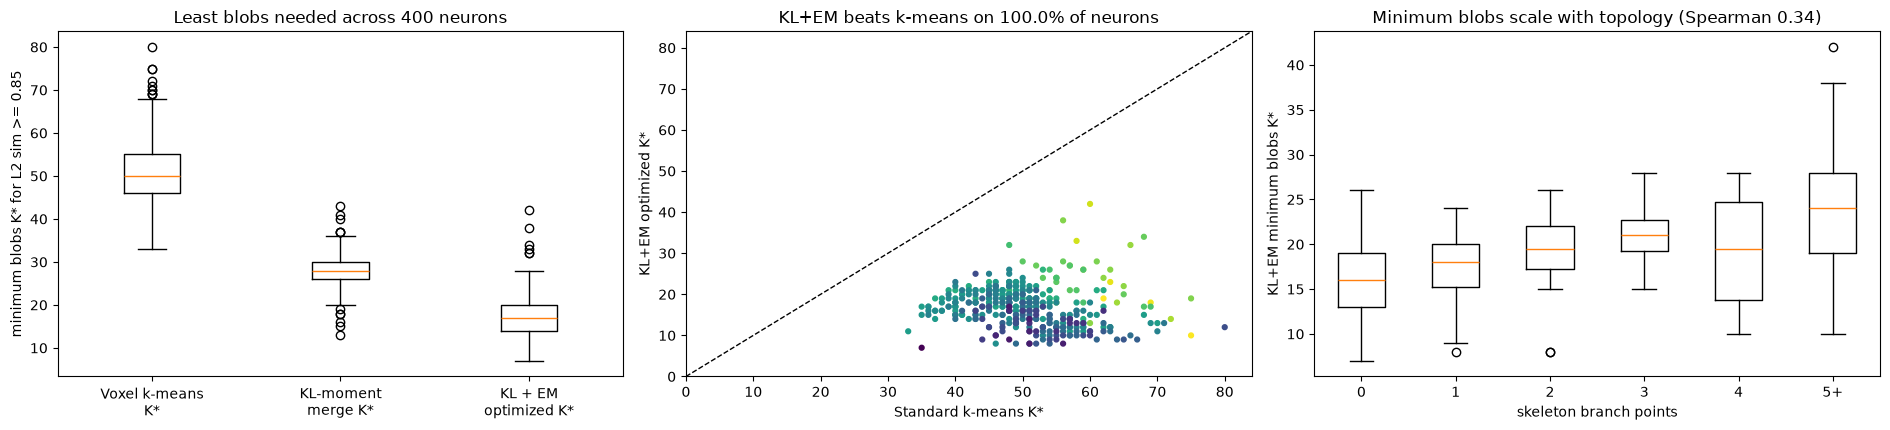 Least blobs needed across 400 neurons
minimum blobs K* for L2 sim >= 0.85
80
70
60
50
40
30
20
10
Voxel k-means
K*
KL-moment
merge K*
KL + EM
optimized K*
KL+EM beats k-means on 100.0% of neurons
KL+EM optimized K*
80
70
60
50
40
30
20
10
0
0 10 20 30 40 50 60 70 80
Standard k-means K*
Minimum blobs scale with topology (Spearman 0.34)
KL+EM minimum blobs K*
40
35
30
25
20
15
10
0 1 2 3 4 5+
skeleton branch points